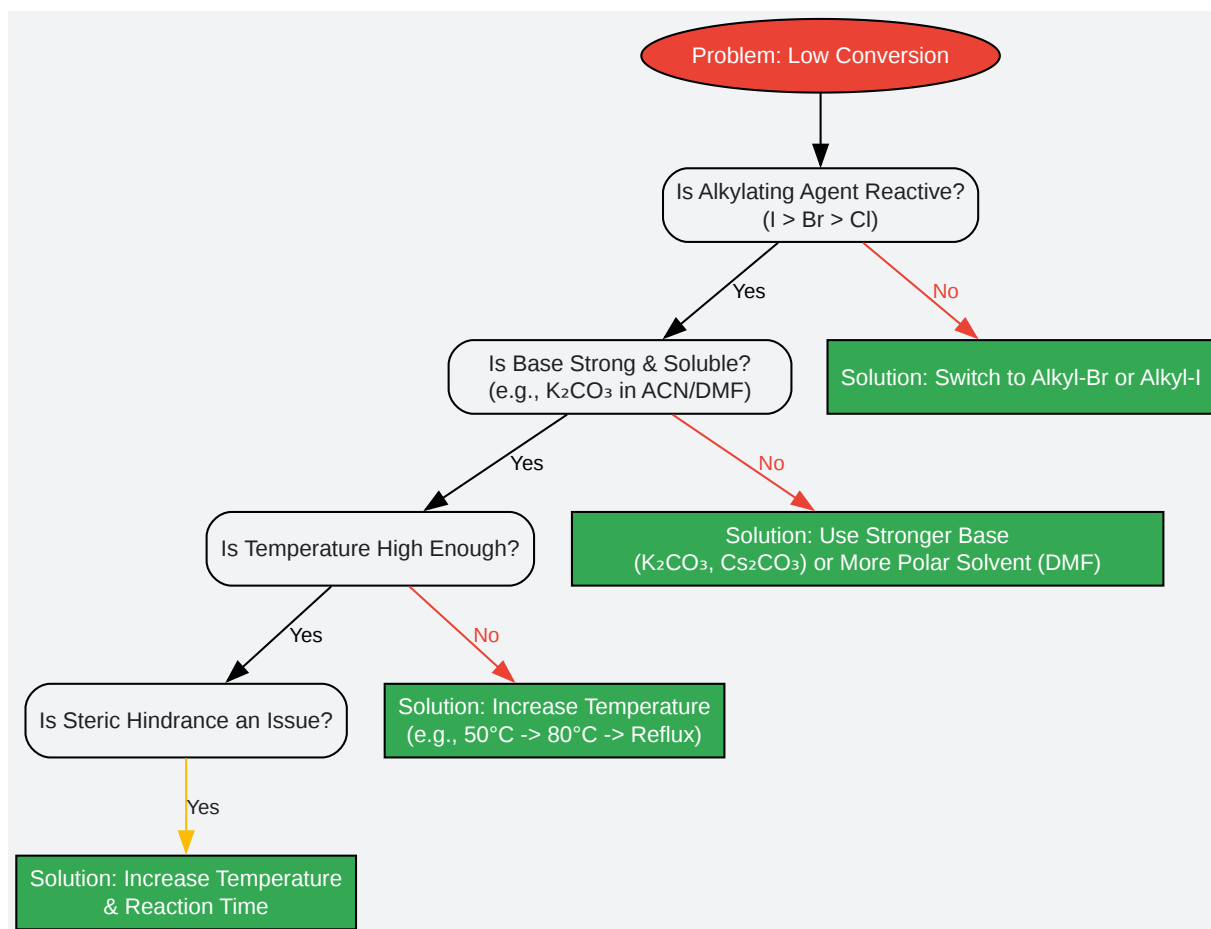 Problem: Low Conversion
Is Alkylating Agent Reactive?
(I > Br > Cl)
Yes
No
Is Base Strong & Soluble?
(e.g., K₂CO₃ in ACN/DMF)
Solution: Switch to Alkyl-Br or Alkyl-I
Yes
No
Is Temperature High Enough?
Solution: Use Stronger Base
(K₂CO₃, Cs₂CO₃) or More Polar Solvent (DMF)
Yes
No
Is Steric Hindrance an Issue?
Solution: Increase Temperature
(e.g., 50°C -> 80°C -> Reflux)
Yes
Solution: Increase Temperature
& Reaction Time